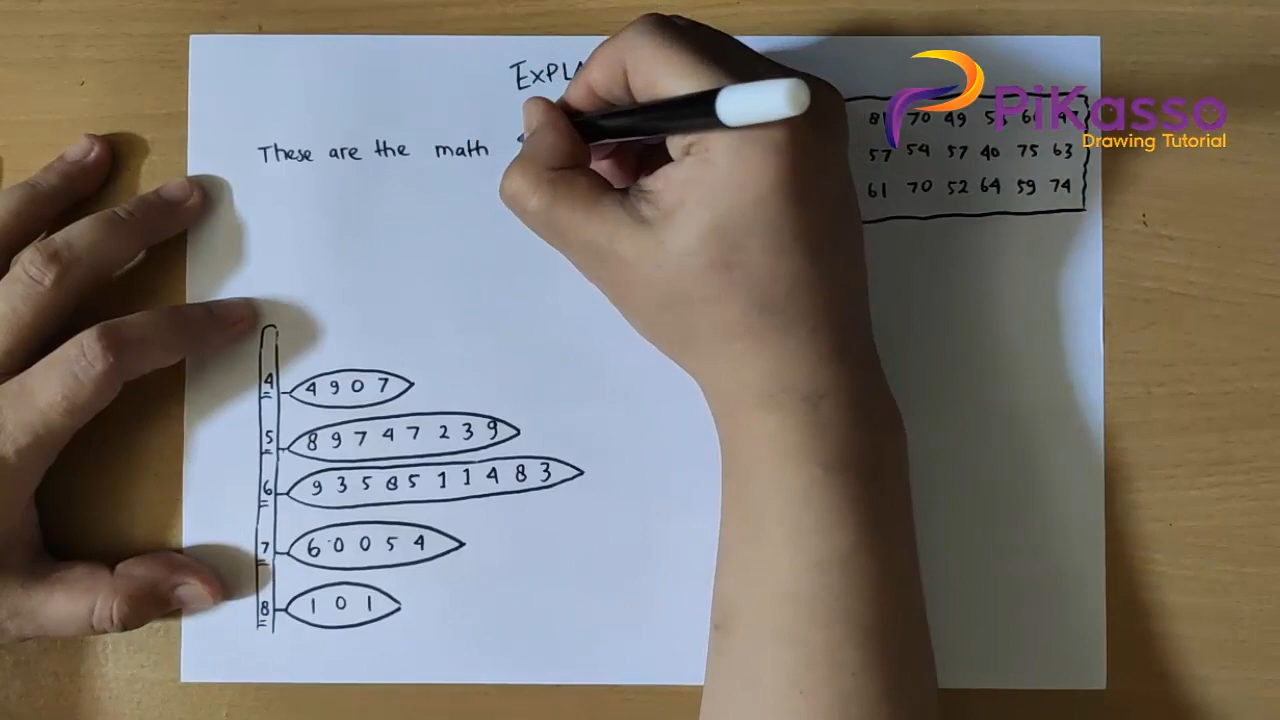 EXPLA
PiKasso
Drawing Tutorial
81 70 49 5
57 54 57 40 75 63
61 70 52 64 59 74
These are the math
4 4 9 0 7
5 8 9 7 4 7 2 3 9
6 9 3 5 8 5 1 1 4 8 3
7 6 0 0 5 4
8 1 0 1